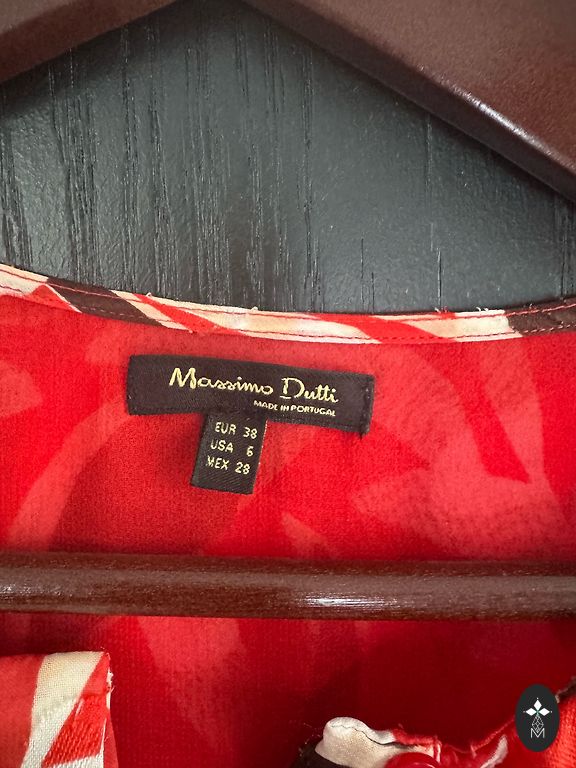 Massimo Dutti
MADE IN PORTUGAL
EUR 38
USA 6
MEX 28
M